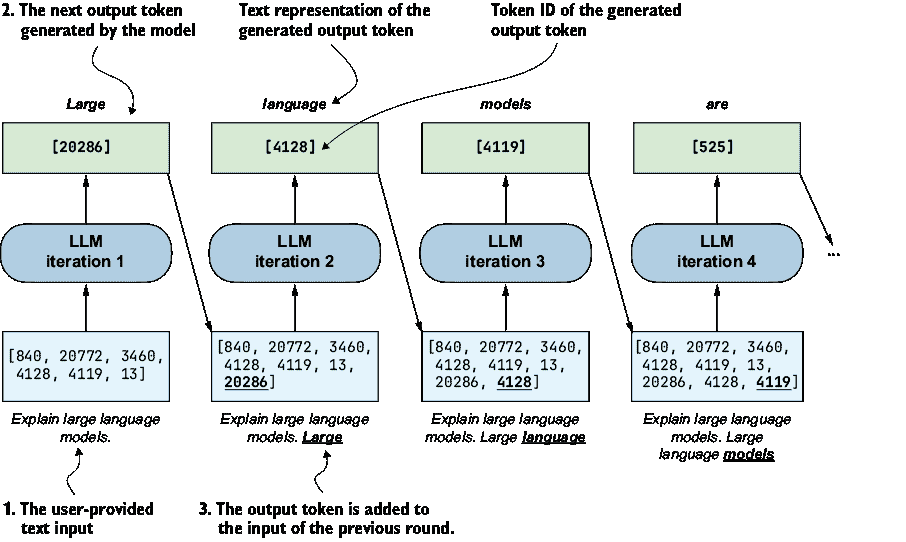 2. The next output token
generated by the model
Text representation of the
generated output token
Token ID of the generated
output token
Large
language
models
are
[20286]
[4128]
[4119]
[525]
LLM
iteration 1
LLM
iteration 2
LLM
iteration 3
LLM
iteration 4
...
[840, 20772, 3460,
4128, 4119, 13]
[840, 20772, 3460,
4128, 4119, 13,
20286]
[840, 20772, 3460,
4128, 4119, 13,
20286, 4128]
[840, 20772, 3460,
4128, 4119, 13,
20286, 4128, 4119]
Explain large language
models.
Explain large language
models. Large
Explain large language
models. Large language
Explain large language
models. Large
language models
1. The user-provided
text input
3. The output token is added to
the input of the previous round.